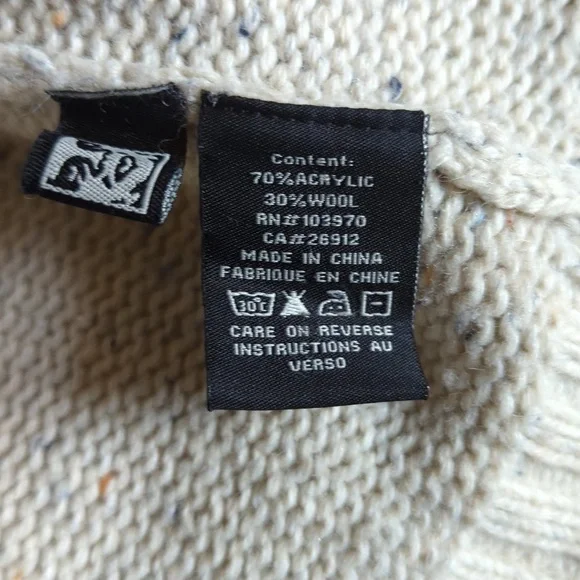 Content:
70%ACRYLIC
30%WOOL
RN#103970
CA#26912
MADE IN CHINA
FABRIQUE EN CHINE
30°C
CARE ON REVERSE
INSTRUCTIONS AU
VERSO